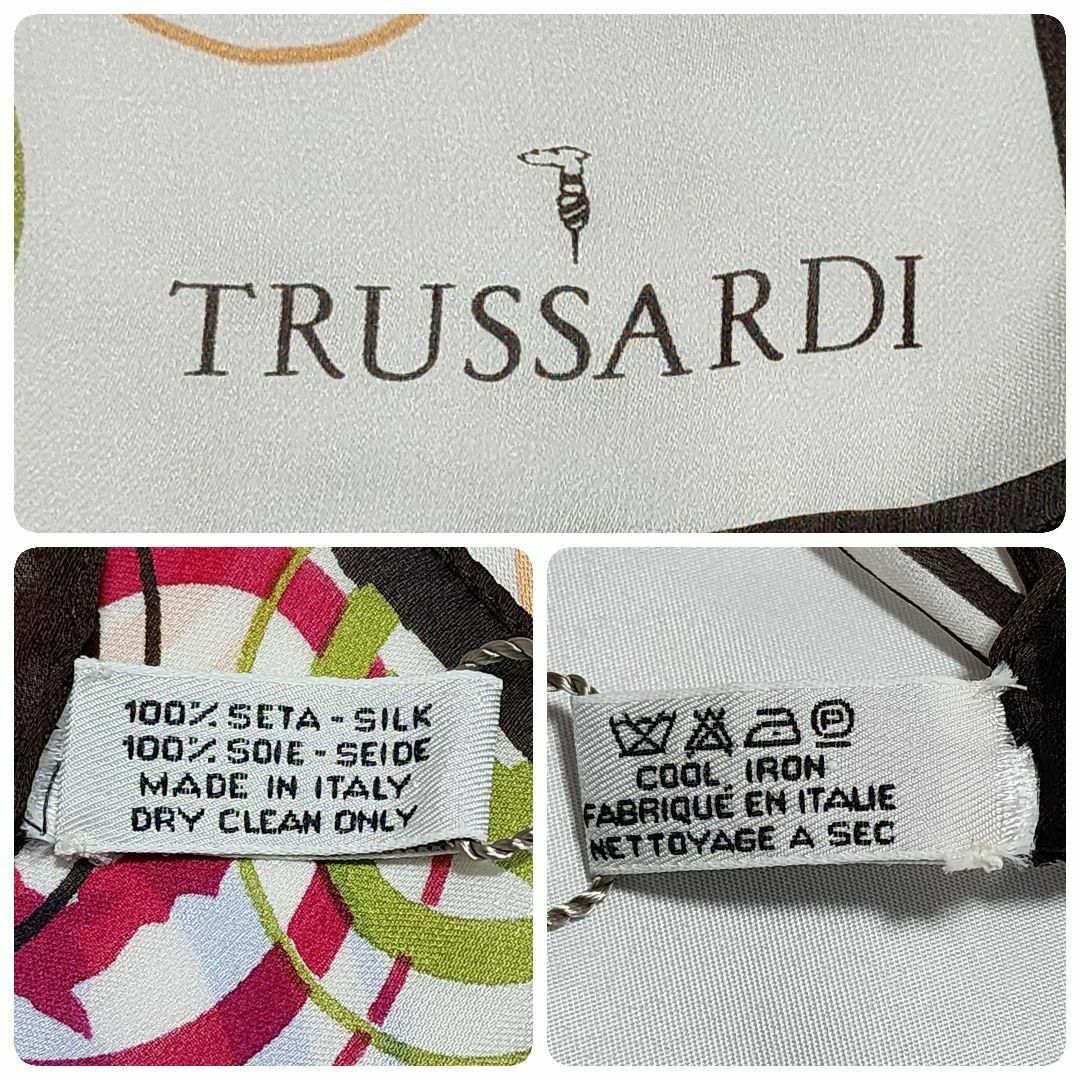 TRUSSARDI
100% SETA - SILK
100% SOIE - SEIDE
MADE IN ITALY
DRY CLEAN ONLY
P
COOL IRON
FABRIQUÉ EN ITALIE
NETTOYAGE A SEC